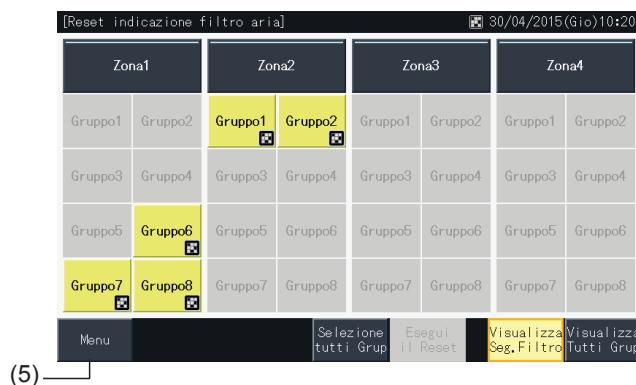 [Reset indicazione filtro aria] 30/04/2015(Gio)10:20
Zona1 Zona2 Zona3 Zona4
Gruppo1 Gruppo2 Gruppo1 Gruppo2 Gruppo1 Gruppo2 Gruppo1 Gruppo2
Gruppo3 Gruppo4 Gruppo3 Gruppo4 Gruppo3 Gruppo4 Gruppo3 Gruppo4
Gruppo5 Gruppo6 Gruppo5 Gruppo6 Gruppo5 Gruppo6 Gruppo5 Gruppo6
Gruppo7 Gruppo8 Gruppo7 Gruppo8 Gruppo7 Gruppo8 Gruppo7 Gruppo8
Menu
Selezione
tutti Grup
Esegui
il Reset
Visualizza
Seg.Filtro
Visualizza
Tutti Grup
(5)